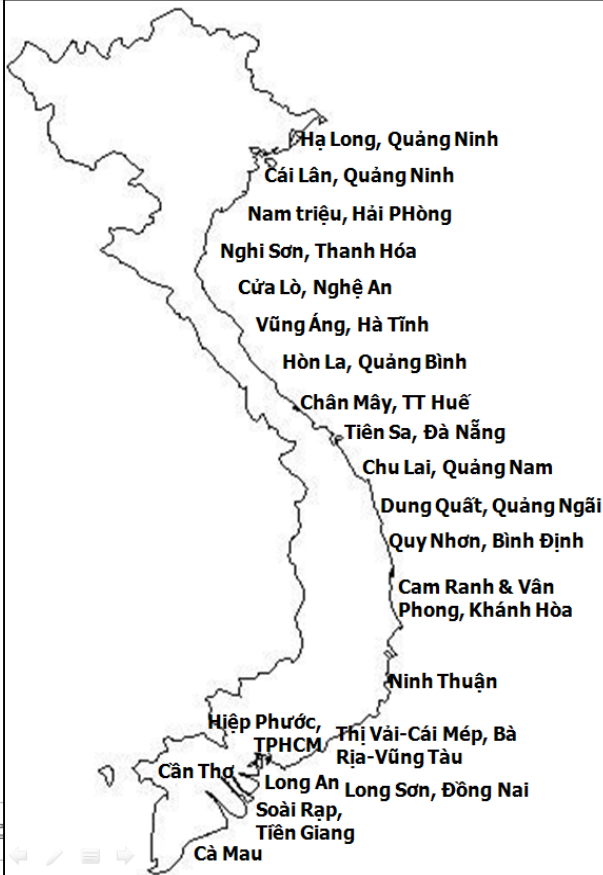 Hạ Long, Quảng Ninh
Cái Lân, Quảng Ninh
Nam triệu, Hải PHòng
Nghi Sơn, Thanh Hóa
Cửa Lò, Nghệ An
Vũng Áng, Hà Tĩnh
Hòn La, Quảng Bình
Chân Mây, TT Huế
Tiên Sa, Đà Nẵng
Chu Lai, Quảng Nam
Dung Quất, Quảng Ngãi
Quy Nhơn, Bình Định
Cam Ranh & Vân
Phong, Khánh Hòa
Ninh Thuận
Hiệp Phước,
TPHCM
Thị Vải-Cái Mép, Bà
Rịa-Vũng Tàu
Cần Thơ
Long An
Long Sơn, Đồng Nai
Soài Rạp,
Tiền Giang
Cà Mau